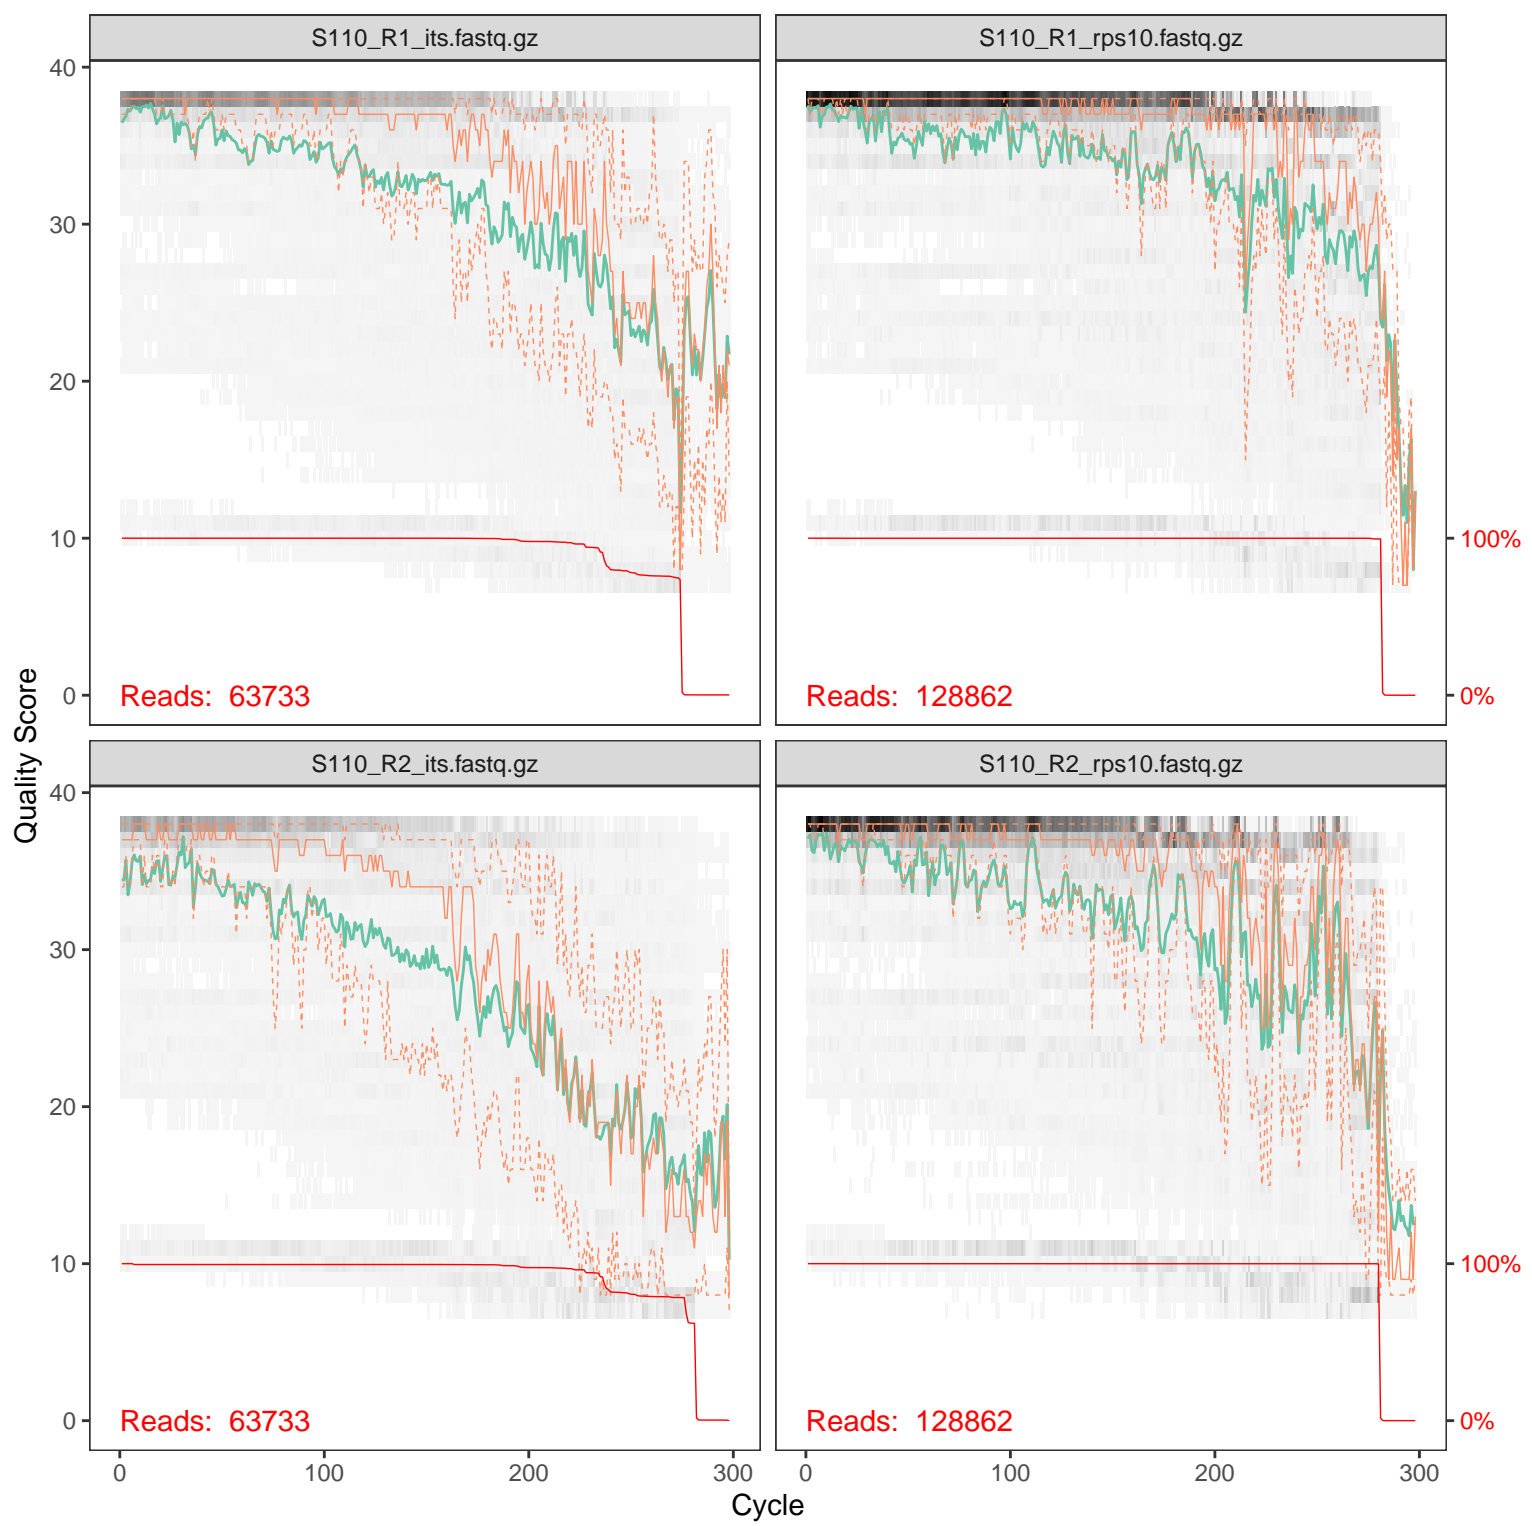 S110_R1_its.fastq.gz
S110_R1_rps10.fastq.gz
40
30
20
10
0
Reads: 63733
Reads: 128862
100%
0%
Quality Score
S110_R2_its.fastq.gz
S110_R2_rps10.fastq.gz
40
30
20
10
0
Reads: 63733
Reads: 128862
100%
0%
0 100 200 300
0 100 200 300
Cycle